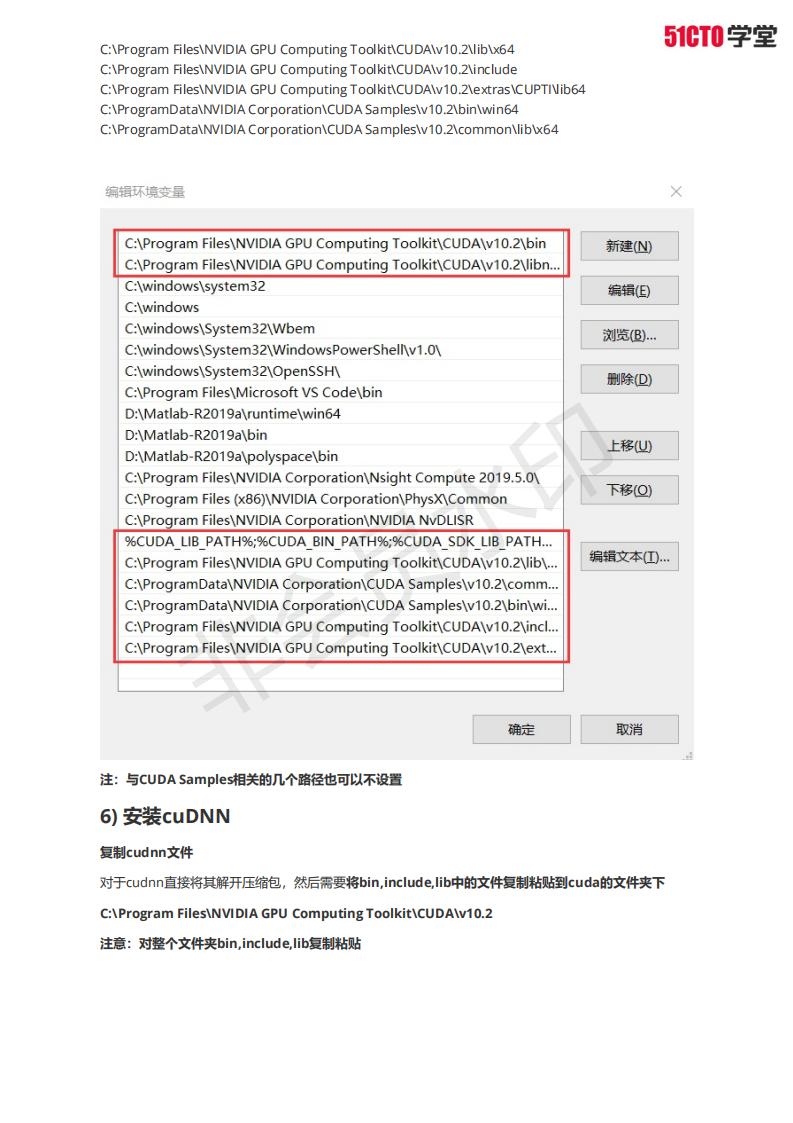 51CTO学堂
C:\Program Files\NVIDIA GPU Computing Toolkit\CUDA\v10.2\lib\x64
C:\Program Files\NVIDIA GPU Computing Toolkit\CUDA\v10.2\include
C:\Program Files\NVIDIA GPU Computing Toolkit\CUDA\v10.2\extras\CUPTI\lib64
C:\ProgramData\NVIDIA Corporation\CUDA Samples\v10.2\bin\win64
C:\ProgramData\NVIDIA Corporation\CUDA Samples\v10.2\common\lib\x64
编辑环境变量
C:\Program Files\NVIDIA GPU Computing Toolkit\CUDA\v10.2\bin
C:\Program Files\NVIDIA GPU Computing Toolkit\CUDA\v10.2\libn...
C:\windows\system32
C:\windows
C:\windows\System32\Wbem
C:\windows\System32\WindowsPowerShell\v1.0\
C:\windows\System32\OpenSSH\
C:\Program Files\Microsoft VS Code\bin
D:\Matlab-R2019a\runtime\win64
D:\Matlab-R2019a\bin
D:\Matlab-R2019a\polyspace\bin
C:\Program Files\NVIDIA Corporation\Nsight Compute 2019.5.0\
C:\Program Files (x86)\NVIDIA Corporation\PhysX\Common
C:\Program Files\NVIDIA Corporation\NVIDIA NvDLISR
%CUDA_LIB_PATH%;%CUDA_BIN_PATH%;%CUDA_SDK_LIB_PATH...
C:\Program Files\NVIDIA GPU Computing Toolkit\CUDA\v10.2\lib\...
C:\ProgramData\NVIDIA Corporation\CUDA Samples\v10.2\comm...
C:\ProgramData\NVIDIA Corporation\CUDA Samples\v10.2\bin\wi...
C:\Program Files\NVIDIA GPU Computing Toolkit\CUDA\v10.2\incl...
C:\Program Files\NVIDIA GPU Computing Toolkit\CUDA\v10.2\ext...
新建(N)
编辑(E)
浏览(B)...
删除(D)
上移(U)
下移(O)
编辑文本(T)...
确定
取消
非会员水印
注：与CUDA Samples相关的几个路径也可以不设置
6) 安装cuDNN
复制cudnn文件
对于cudnn直接将其解开压缩包，然后需要将bin,include,lib中的文件复制粘贴到cuda的文件夹下
C:\Program Files\NVIDIA GPU Computing Toolkit\CUDA\v10.2
注意：对整个文件夹bin,include,lib复制粘贴